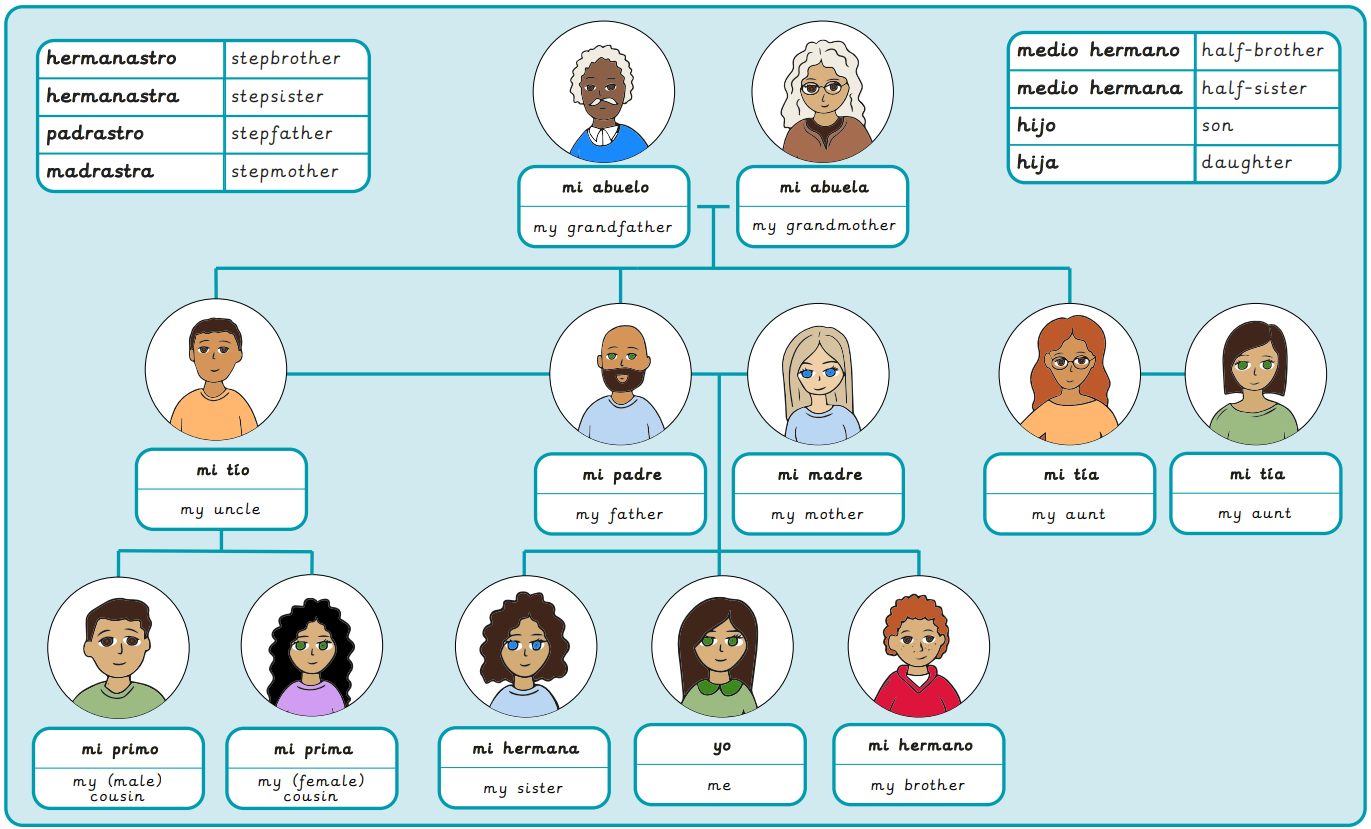 hermanastro stepbrother
hermanastra stepsister
padrastro stepfather
madrastra stepmother
medio hermano half-brother
medio hermana half-sister
hijo son
hija daughter
mi abuelo
my grandfather
mi abuela
my grandmother
mi tío
my uncle
mi padre
my father
mi madre
my mother
mi tía
my aunt
mi tía
my aunt
mi primo
my (male)
cousin
mi prima
my (female)
cousin
mi hermana
my sister
yo
me
mi hermano
my brother